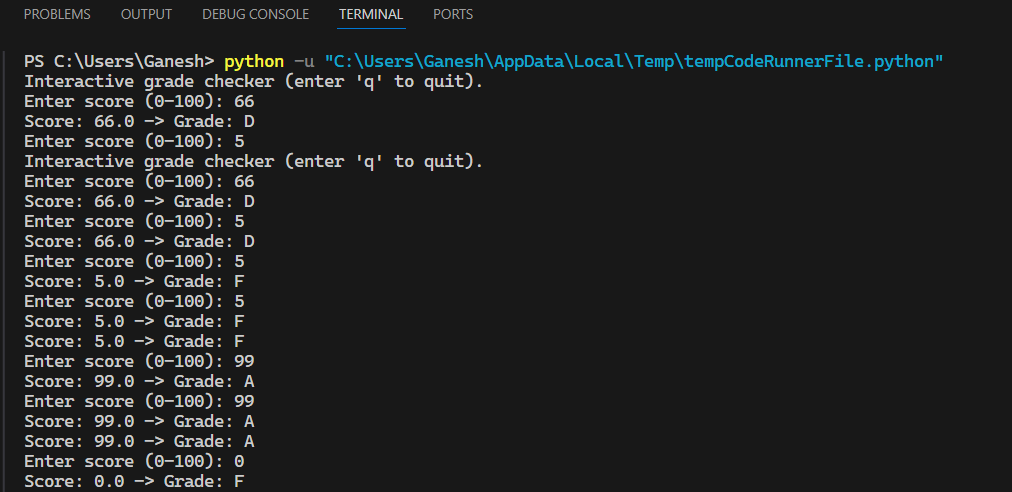 PROBLEMS OUTPUT DEBUG CONSOLE TERMINAL PORTS
PS C:\Users\Ganesh> python -u "C:\Users\Ganesh\AppData\Local\Temp\tempCodeRunnerFile.python"
Interactive grade checker (enter 'q' to quit).
Enter score (0-100): 66
Score: 66.0 -> Grade: D
Enter score (0-100): 5
Interactive grade checker (enter 'q' to quit).
Enter score (0-100): 66
Score: 66.0 -> Grade: D
Enter score (0-100): 5
Score: 66.0 -> Grade: D
Enter score (0-100): 5
Score: 5.0 -> Grade: F
Enter score (0-100): 5
Score: 5.0 -> Grade: F
Score: 5.0 -> Grade: F
Enter score (0-100): 99
Score: 99.0 -> Grade: A
Enter score (0-100): 99
Score: 99.0 -> Grade: A
Score: 99.0 -> Grade: A
Enter score (0-100): 0
Score: 0.0 -> Grade: F